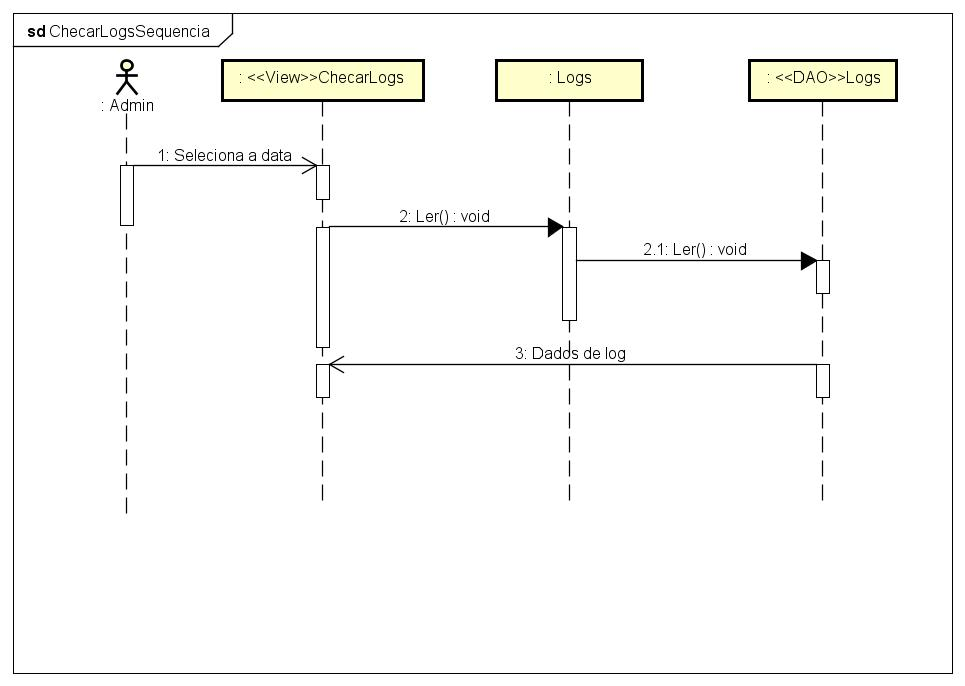 sd ChecarLogsSequencia
: Admin
: <<View>>ChecarLogs
: Logs
: <<DAO>>Logs
1: Seleciona a data
2: Ler() : void
2.1: Ler() : void
3: Dados de log